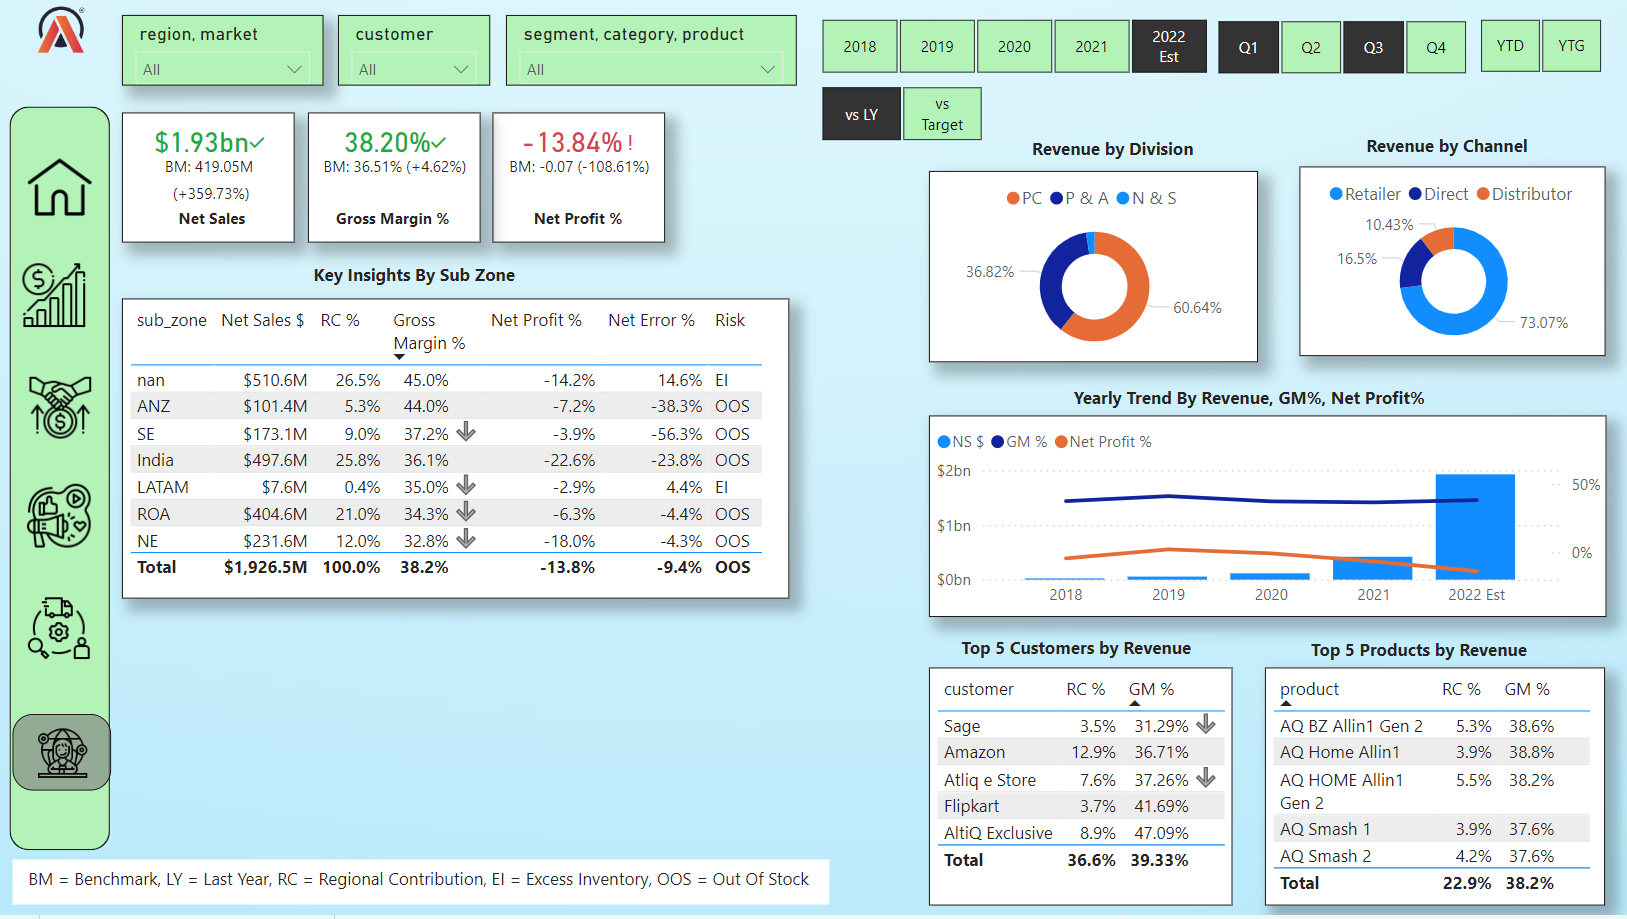 region, market
All
customer
All
segment, category, product
All
2018
2019
2020
2021
2022
Est
Q1
Q2
Q3
Q4
YTD
YTG
vs LY
vs
Target
$1.93bn
BM: 419.05M
(+359.73%)
Net Sales
38.20%
BM: 36.51% (+4.62%)
Gross Margin %
-13.84% !
BM: -0.07 (-108.61%)
Net Profit %
Key Insights By Sub Zone
sub_zone Net Sales $ RC % Gross Margin % Net Profit % Net Error % Risk
nan $510.6M 26.5% 45.0% -14.2% 14.6% EI
ANZ $101.4M 5.3% 44.0% -7.2% -38.3% OOS
SE $173.1M 9.0% 37.2% -3.9% -56.3% OOS
India $497.6M 25.8% 36.1% -22.6% -23.8% OOS
LATAM $7.6M 0.4% 35.0% -2.9% 4.4% EI
ROA $404.6M 21.0% 34.3% -6.3% -4.4% OOS
NE $231.6M 12.0% 32.8% -18.0% -4.3% OOS
Total $1,926.5M 100.0% 38.2% -13.8% -9.4% OOS
Revenue by Division
PC P & A N & S
36.82%
60.64%
Revenue by Channel
Retailer Direct Distributor
10.43%
16.5%
73.07%
Yearly Trend By Revenue, GM%, Net Profit%
NS $ GM % Net Profit %
$2bn
50%
$1bn
0%
$0bn
2018 2019 2020 2021 2022 Est
Top 5 Customers by Revenue
customer RC % GM %
Sage 3.5% 31.29%
Amazon 12.9% 36.71%
Atliq e Store 7.6% 37.26%
Flipkart 3.7% 41.69%
AltiQ Exclusive 8.9% 47.09%
Total 36.6% 39.33%
Top 5 Products by Revenue
product RC % GM %
AQ BZ Allin1 Gen 2 5.3% 38.6%
AQ Home Allin1 3.9% 38.8%
AQ HOME Allin1 5.5% 38.2%
Gen 2
AQ Smash 1 3.9% 37.6%
AQ Smash 2 4.2% 37.6%
Total 22.9% 38.2%
BM = Benchmark, LY = Last Year, RC = Regional Contribution, EI = Excess Inventory, OOS = Out Of Stock